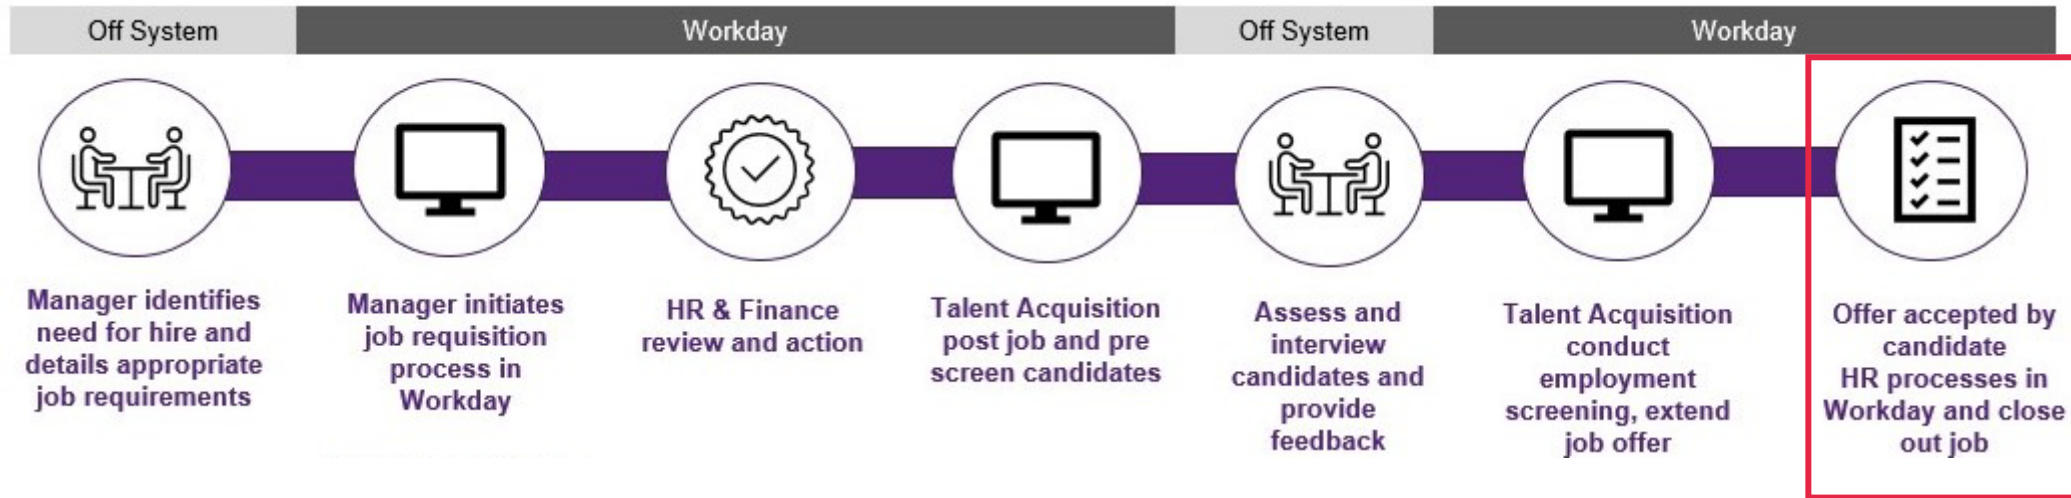 Off System
Workday
Off System
Workday
Manager identifies
need for hire and
details appropriate
job requirements
Manager initiates
job requisition
process in
Workday
HR & Finance
review and action
Talent Acquisition
post job and pre
screen candidates
Assess and
interview
candidates and
provide
feedback
Talent Acquisition
conduct
employment
screening, extend
job offer
Offer accepted by
candidate
HR processes in
Workday and close
out job